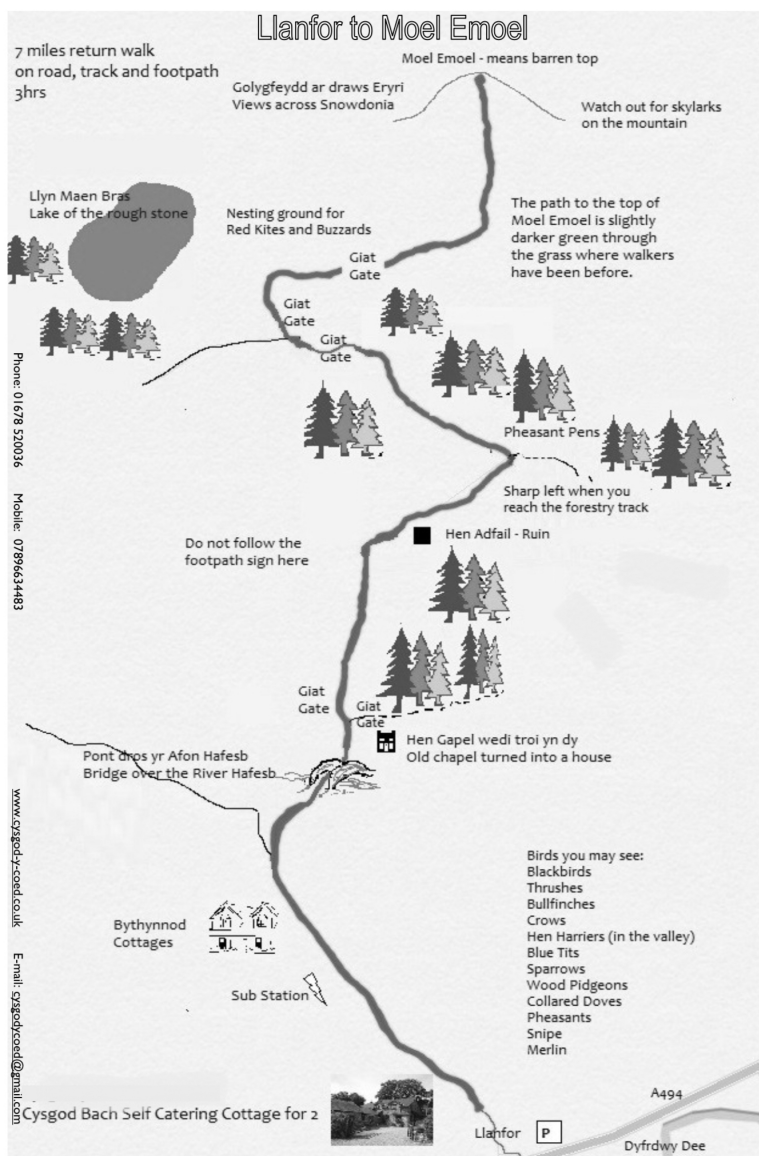 Llanfor to Moel Emoel
7 miles return walk
on road, track and footpath
3hrs
Moel Emoel - means barren top
Golygfeydd ar draws Eryri
Views across Snowdonia
Watch out for skylarks
on the mountain
Llyn Maen Bras
Lake of the rough stone
Nesting ground for
Red Kites and Buzzards
The path to the top of
Moel Emoel is slightly
darker green through
the grass where walkers
have been before.
Giat
Gate
Giat
Gate
Giat
Gate
Pheasant Pens
Sharp left when you
reach the forestry track
Hen Adfail - Ruin
Do not follow the
footpath sign here
Giat
Gate
Giat
Gate
Hen Gapel wedi troi yn dy
Old chapel turned into a house
Pont dros yr Afon Hafesb
Bridge over the River Hafesb
Birds you may see:
Blackbirds
Thrushes
Bullfinches
Crows
Hen Harriers (in the valley)
Blue Tits
Sparrows
Wood Pidgeons
Collared Doves
Pheasants
Snipe
Merlin
Bythynnod
Cottages
Sub Station
A494
Cysgod Bach Self Catering Cottage for 2
Llanfor
P
Dyfrdwy Dee
Phone: 01678 520036 Mobile: 07896634483 www.cysgod-y-coed.co.uk E-mail: cysgodycoed@gmail.com